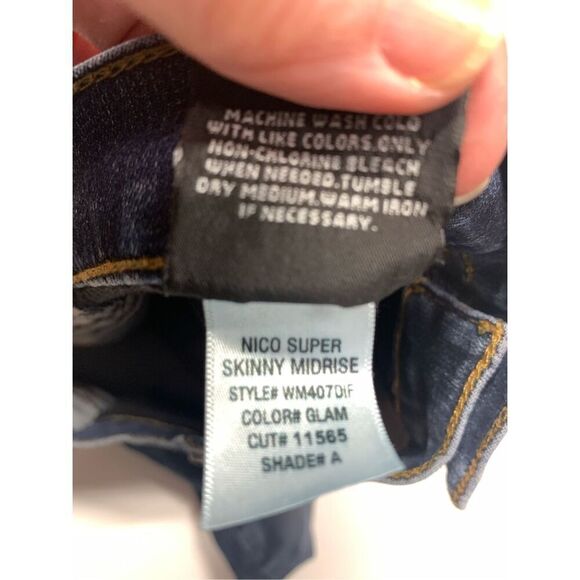 MACHINE WASH COLD
WITH LIKE COLORS.ONLY
NON-CHLORINE BLEACH
WHEN NEEDED.TUMBLE
DRY MEDIUM.WARM IRON
IF NECESSARY.
NICO SUPER
SKINNY MIDRISE
STYLE# WM407DIF
COLOR# GLAM
CUT# 11565
SHADE# A